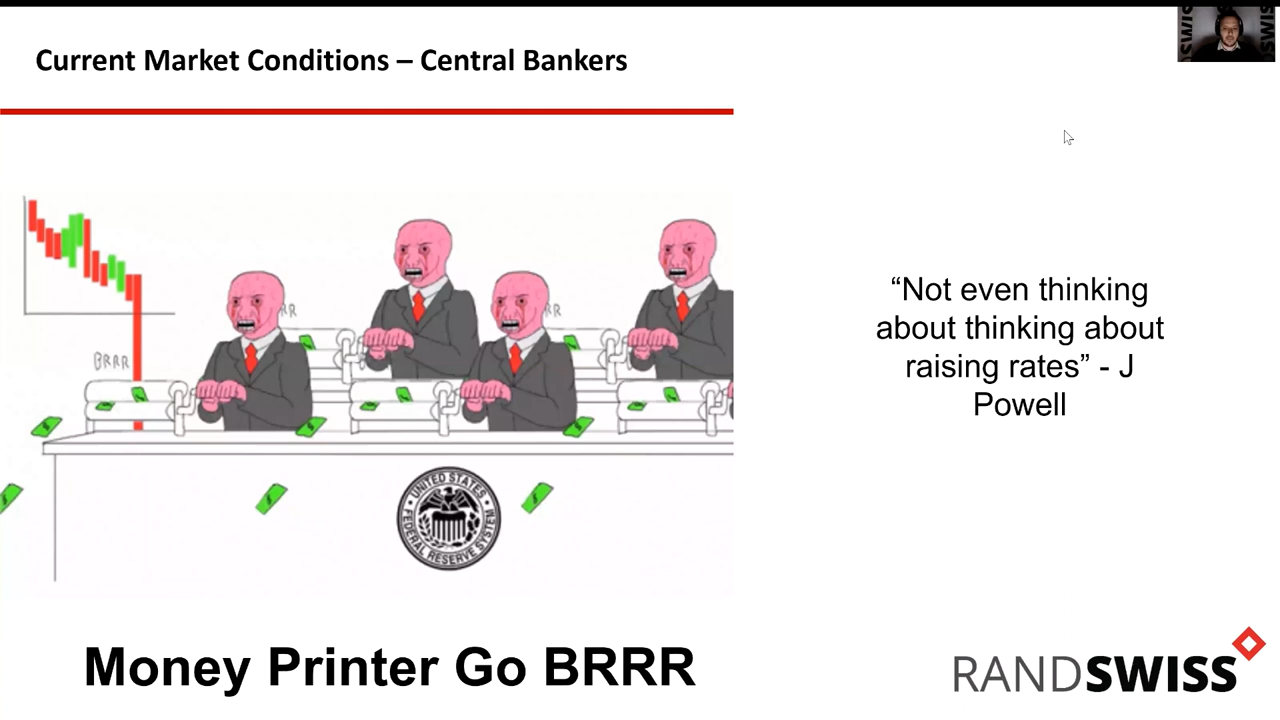 Current Market Conditions – Central Bankers
SWISS
BRRR
RR
RR
UNITED STATES
FEDERAL RESERVE SYSTEM
“Not even thinking
about thinking about
raising rates” - J
Powell
Money Printer Go BRRR
RANDSWISS